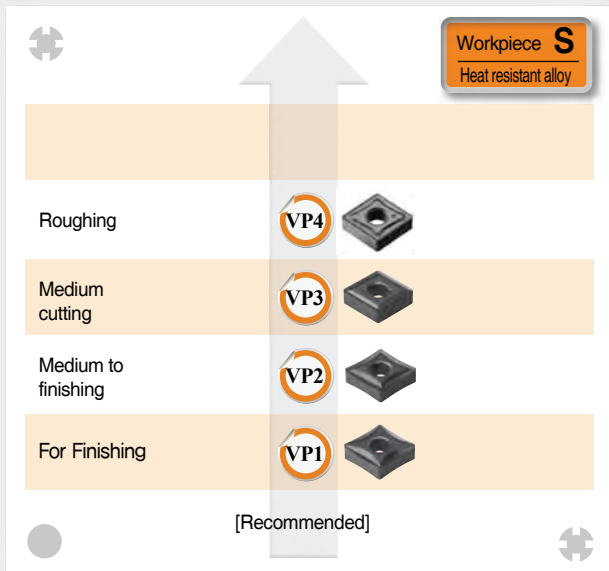 Workpiece S
Heat resistant alloy
Roughing
VP4
Medium
cutting
VP3
Medium to
finishing
VP2
For Finishing
VP1
[Recommended]